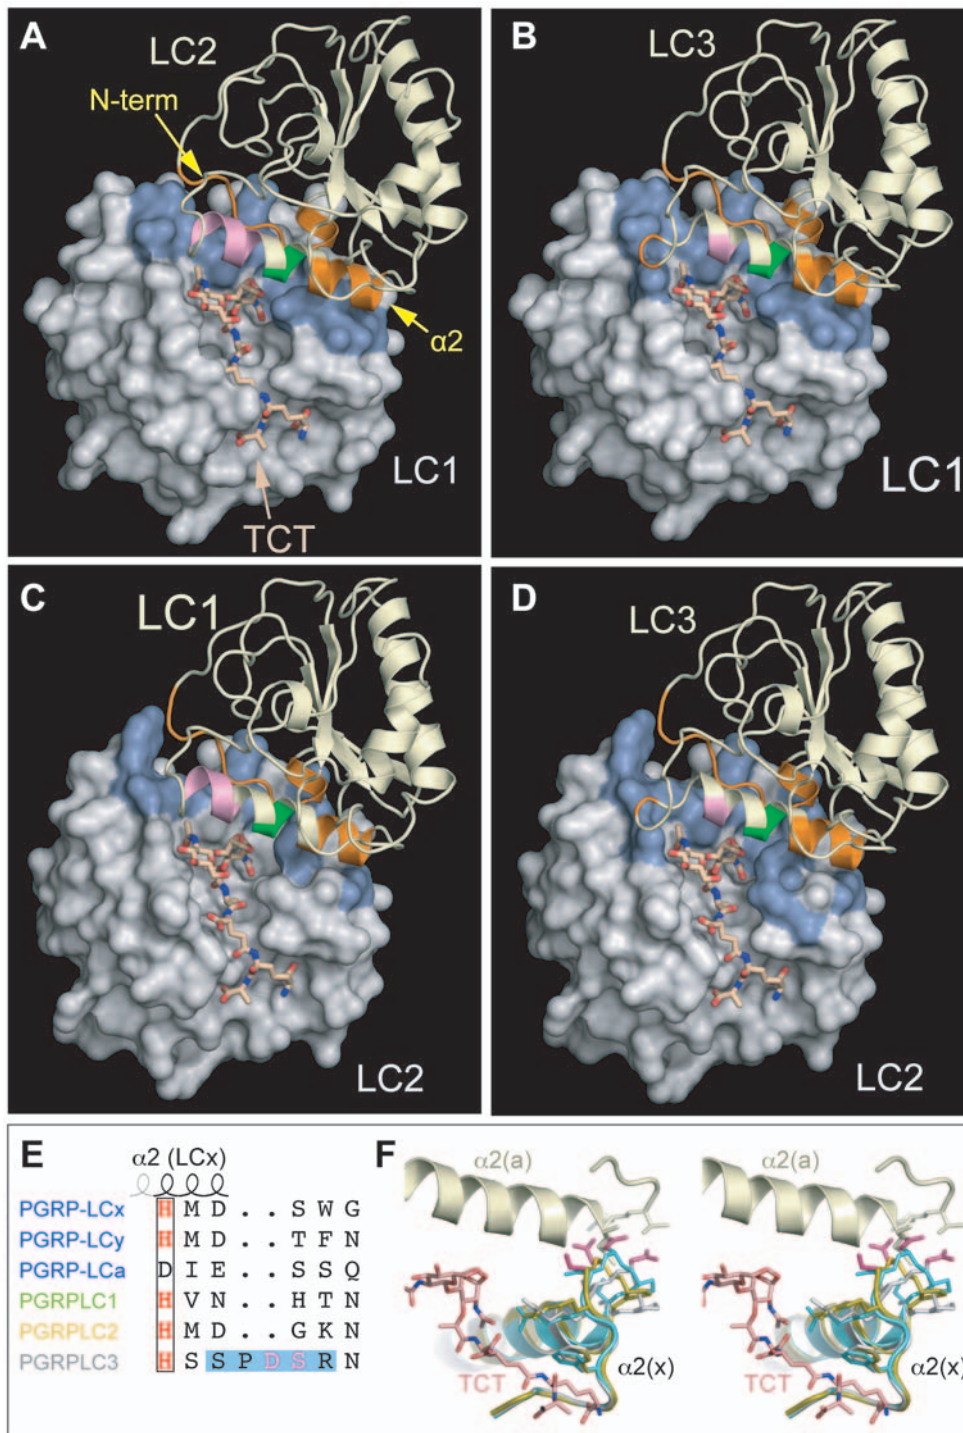 A
LC2
N-term
α2
LC1
TCT
B
LC3
LC1
C
LC1
LC2
D
LC3
LC2
E
α2 (LCx)
PGRP-LCx H M D . . S W G
PGRP-LCy H M D . . T F N
PGRP-LCa D I E . . S S Q
PGRPLC1 H V N . . H T N
PGRPLC2 H M D . . G K N
PGRPLC3 H S S P D S R N
F
α2(a) α2(a)
α2(x) α2(x)
TCT TCT